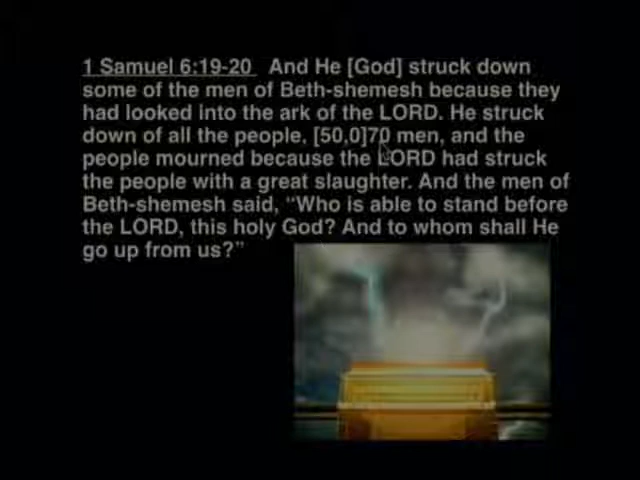 1 Samuel 6:19-20 And He [God] struck down
some of the men of Beth-shemesh because they
had looked into the ark of the LORD. He struck
down of all the people, [50,0]70 men, and the
people mourned because the LORD had struck
the people with a great slaughter. And the men of
Beth-shemesh said, “Who is able to stand before
the LORD, this holy God? And to whom shall He
go up from us?”